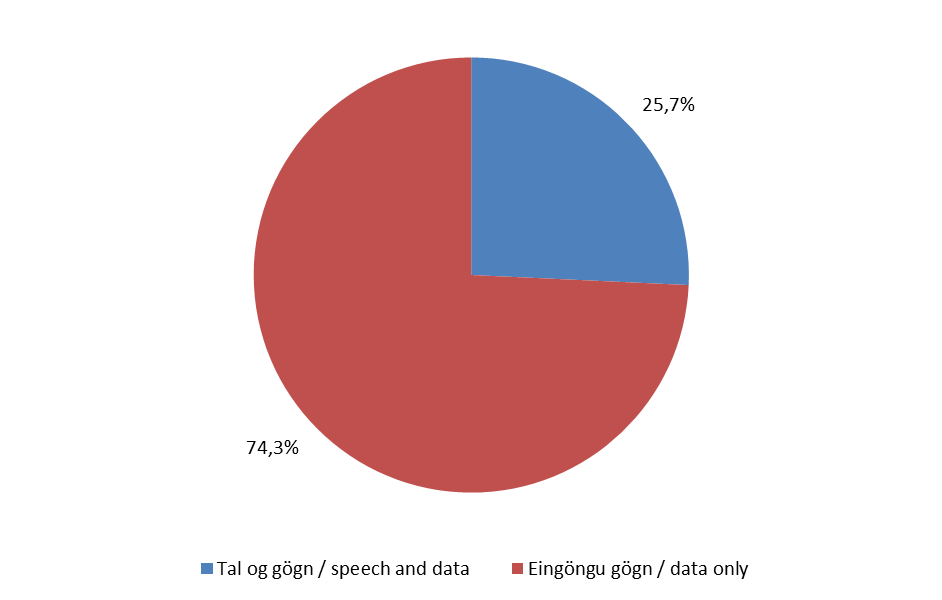 25,7%
74,3%
Tal og gögn / speech and data
Eingöngu gögn / data only